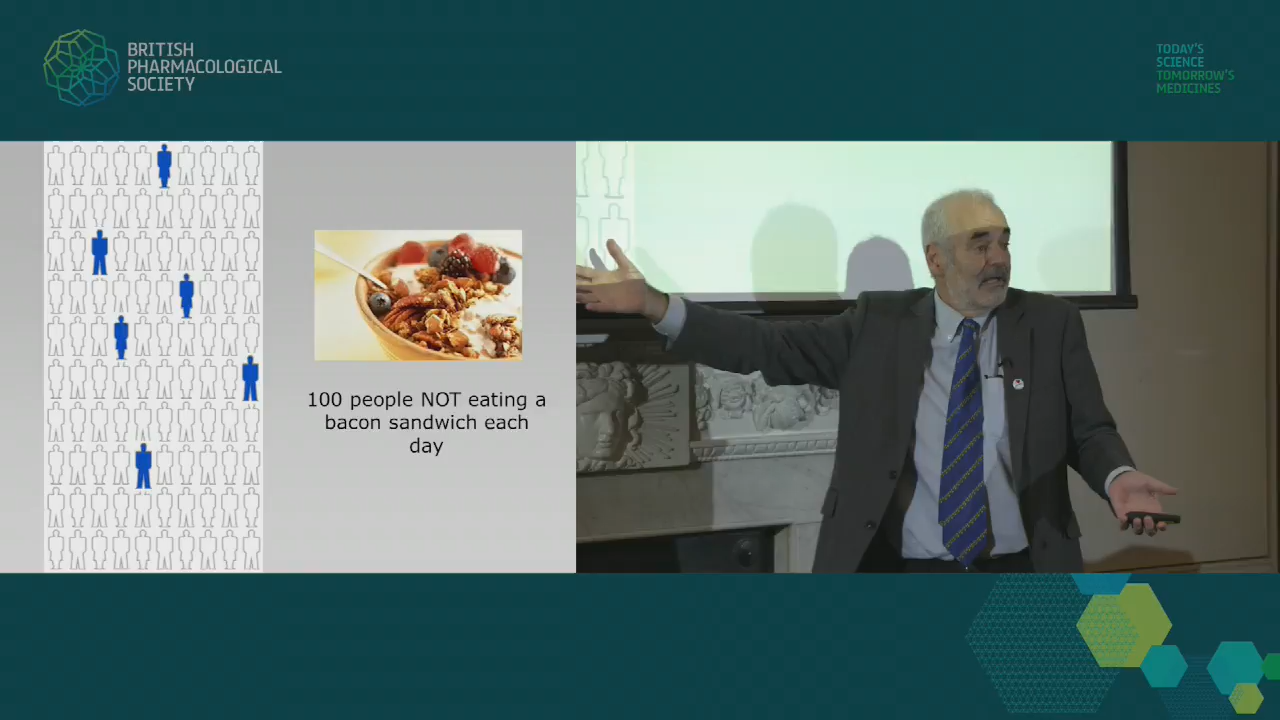 BRITISH
PHARMACOLOGICAL
SOCIETY
TODAY'S
SCIENCE
TOMORROW'S
MEDICINES
100 people NOT eating a
bacon sandwich each
day